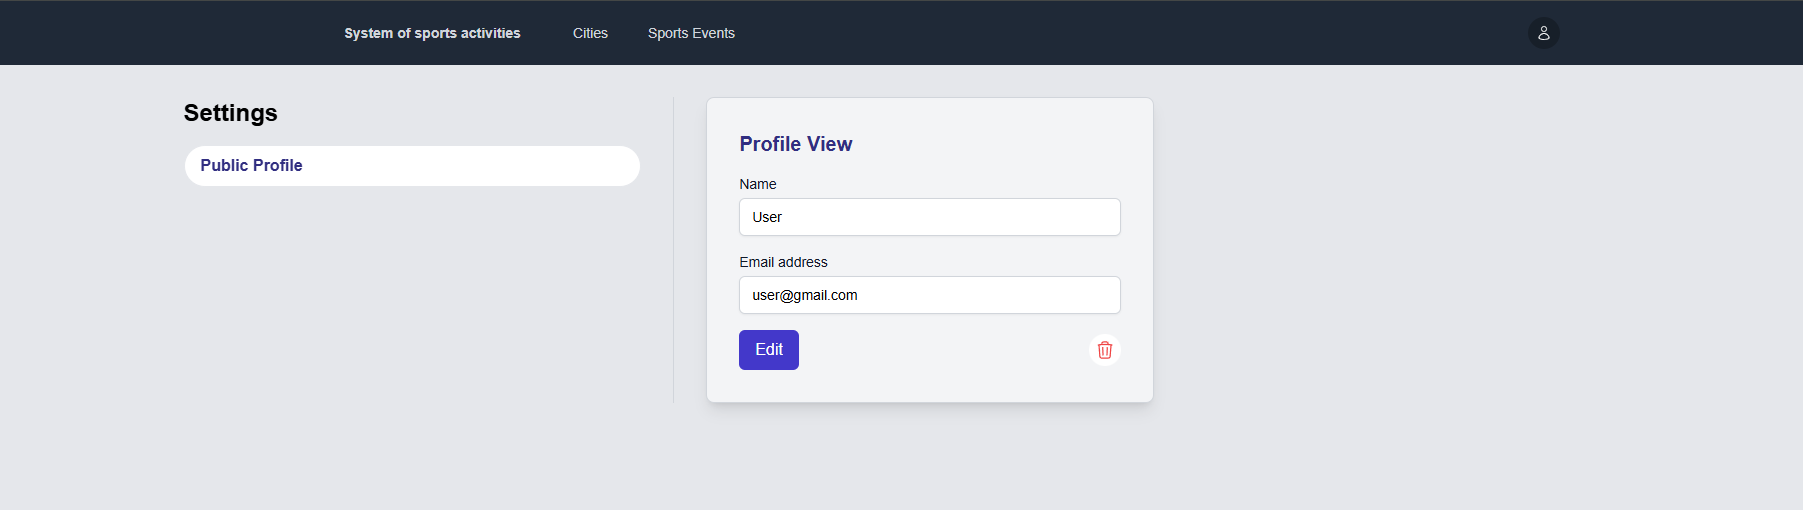 System of sports activities Cities Sports Events
Settings
Public Profile
Profile View
Name
User
Email address
user@gmail.com
Edit